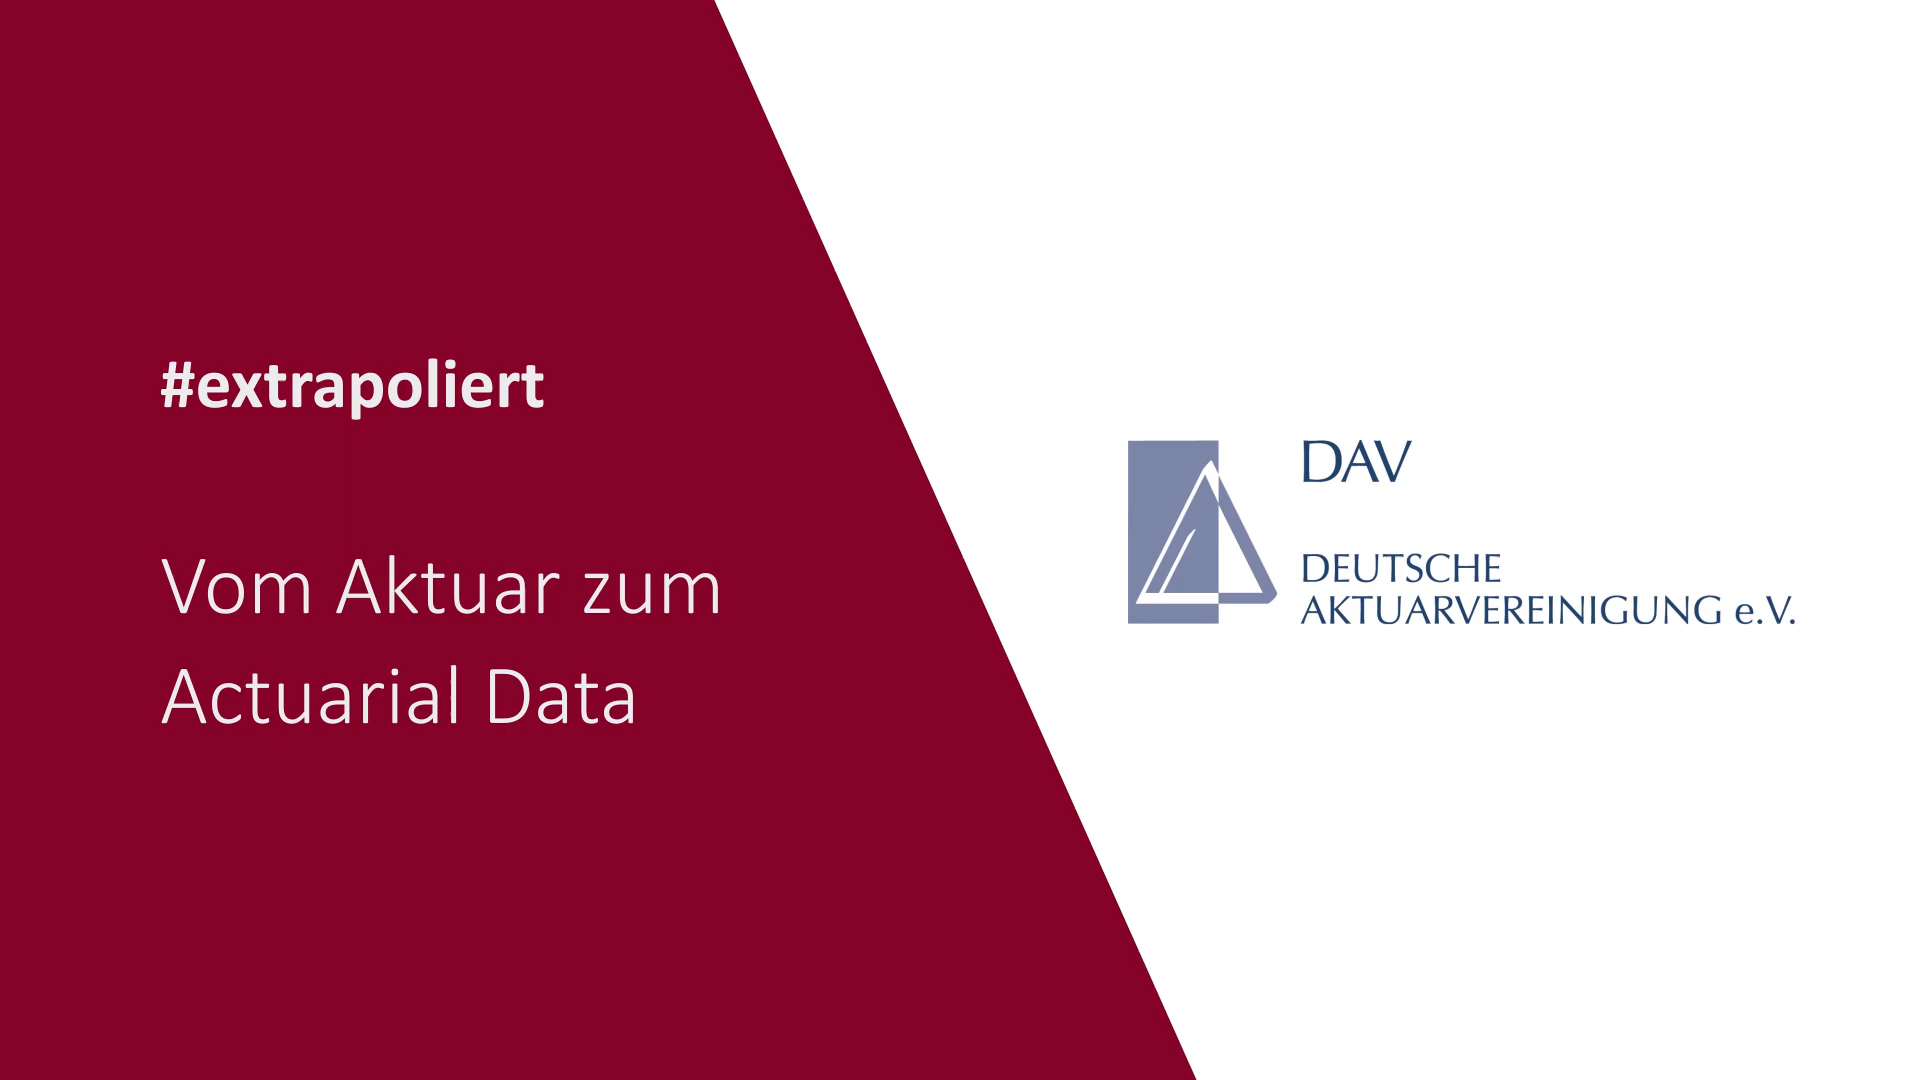 #extrapoliert
Vom Aktuar zum
Actuarial Data
DAV
DEUTSCHE
AKTUARVEREINIGUNG e.V.